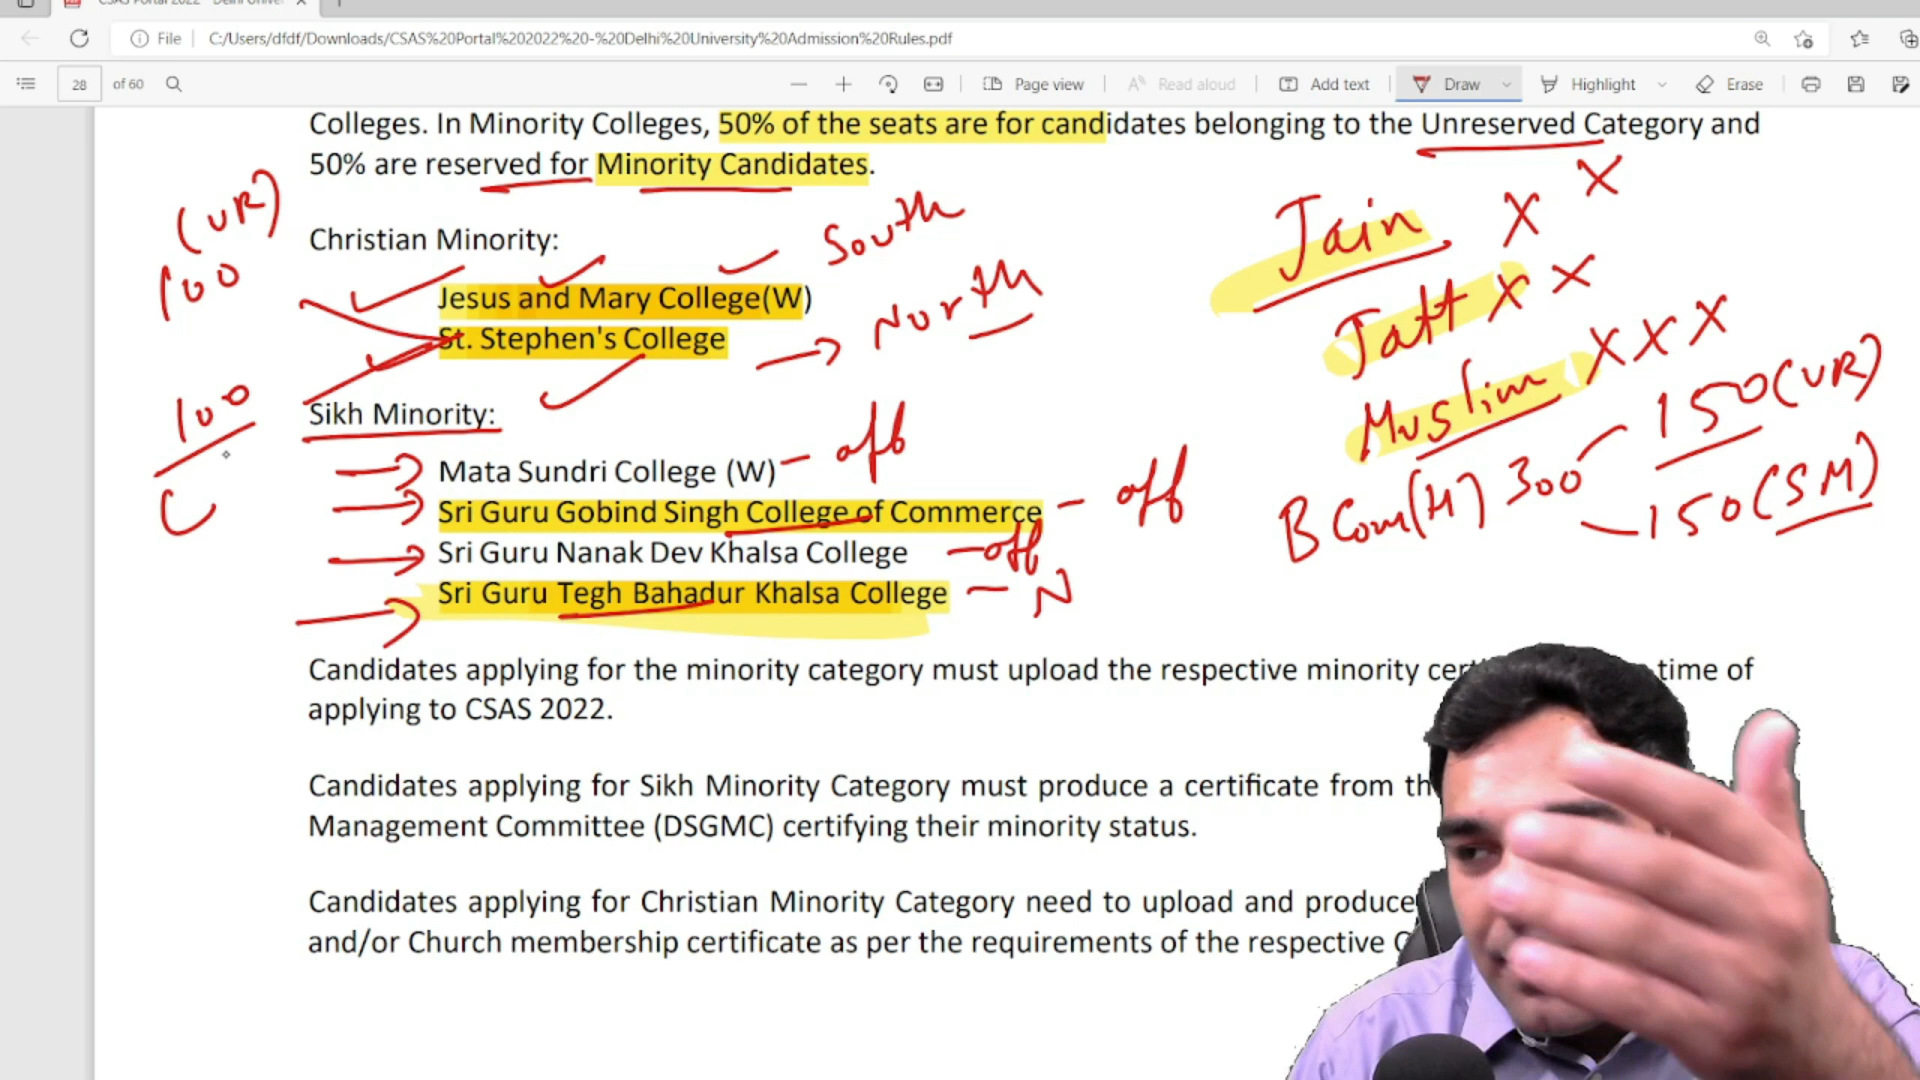 File C:/Users/dfdf/Downloads/CSAS%20Portal%202022%20-%20Delhi%20University%20Admission%20Rules.pdf
28 of 60 Page view Read aloud Add text Draw Highlight Erase
Colleges. In Minority Colleges, 50% of the seats are for candidates belonging to the Unreserved Category and
50% are reserved for Minority Candidates.
(UR)
100
Christian Minority:
South
Jesus and Mary College(W)
St. Stephen's College
North
Jain X X
Jatt X X
Muslim X X X
100
C
Sikh Minority:
Mata Sundri College (W) - off
Sri Guru Gobind Singh College of Commerce - off
Sri Guru Nanak Dev Khalsa College - off
Sri Guru Tegh Bahadur Khalsa College - N
150 (UR)
B Com (H) 300
150 (SM)
Candidates applying for the minority category must upload the respective minority time of
applying to CSAS 2022.
Candidates applying for Sikh Minority Category must produce a certificate from
Management Committee (DSGMC) certifying their minority status.
Candidates applying for Christian Minority Category need to upload and produce
and/or Church membership certificate as per the requirements of the respective